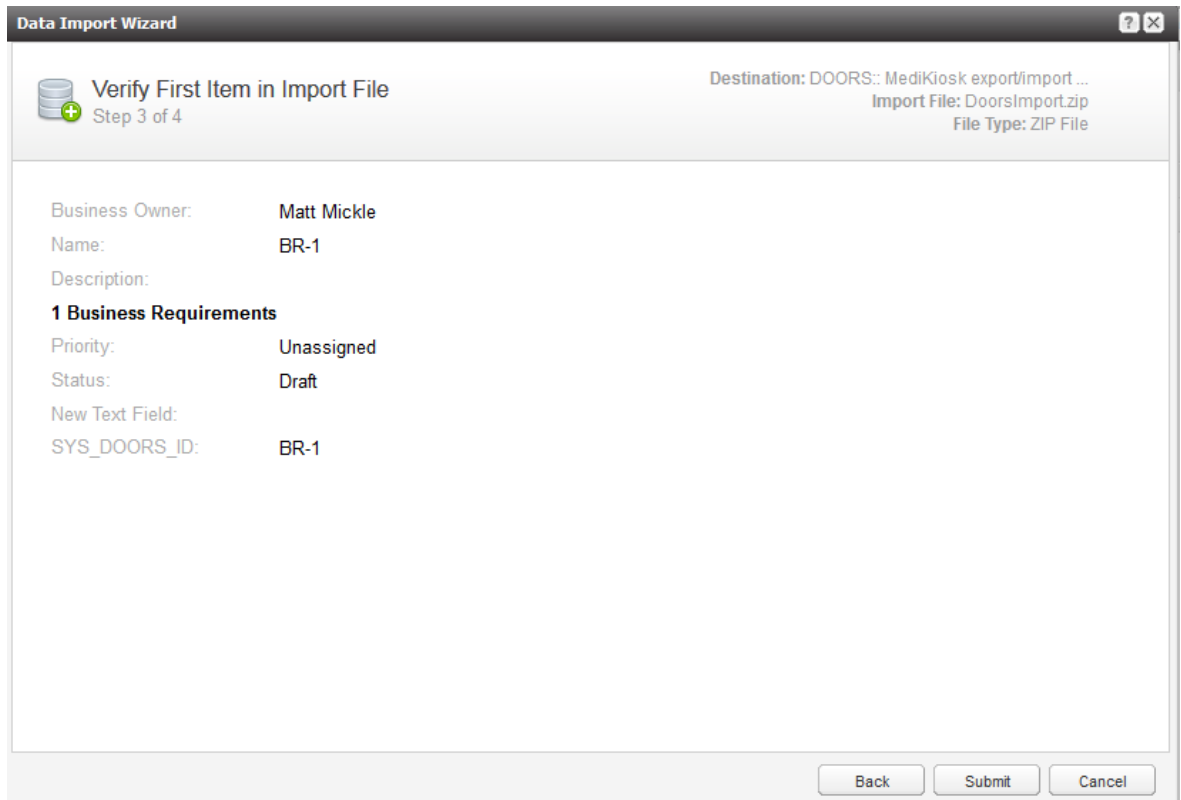 Data Import Wizard
?
Verify First Item in Import File
Step 3 of 4
Destination: DOORS:: MediKiosk export/import ...
Import File: DoorsImport.zip
File Type: ZIP File
Business Owner: Matt Mickle
Name: BR-1
Description:
1 Business Requirements
Priority: Unassigned
Status: Draft
New Text Field:
SYS_DOORS_ID: BR-1
Back Submit Cancel